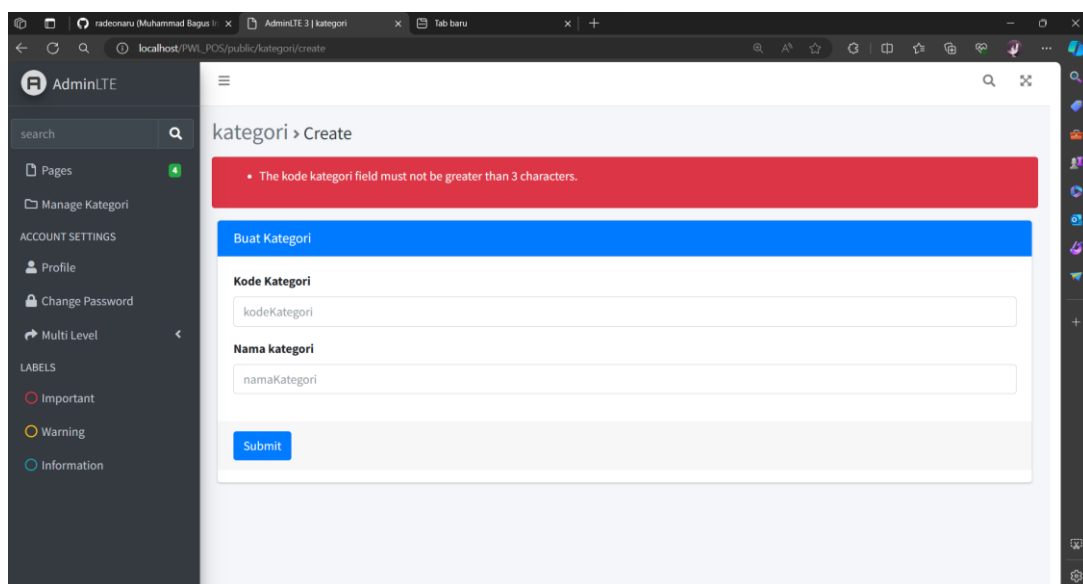 radeonaru (Muhammad Bagus In
AdminLTE 3 | kategori
Tab baru
localhost/PWL_POS/public/kategori/create
AdminLTE
search
kategori > Create
Pages
4
• The kode kategori field must not be greater than 3 characters.
Manage Kategori
ACCOUNT SETTINGS
Buat Kategori
Profile
Kode Kategori
Change Password
kodeKategori
Multi Level
Nama kategori
LABELS
namaKategori
Important
Warning
Submit
Information